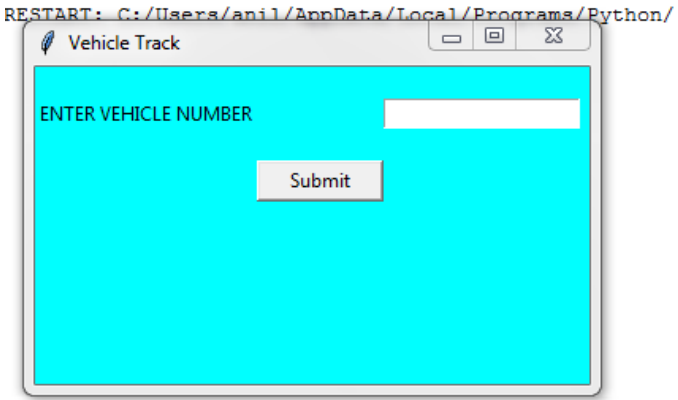 RESTART: C:/Users/anil/AppData/Local/Programs/Python/
Vehicle Track
ENTER VEHICLE NUMBER
Submit